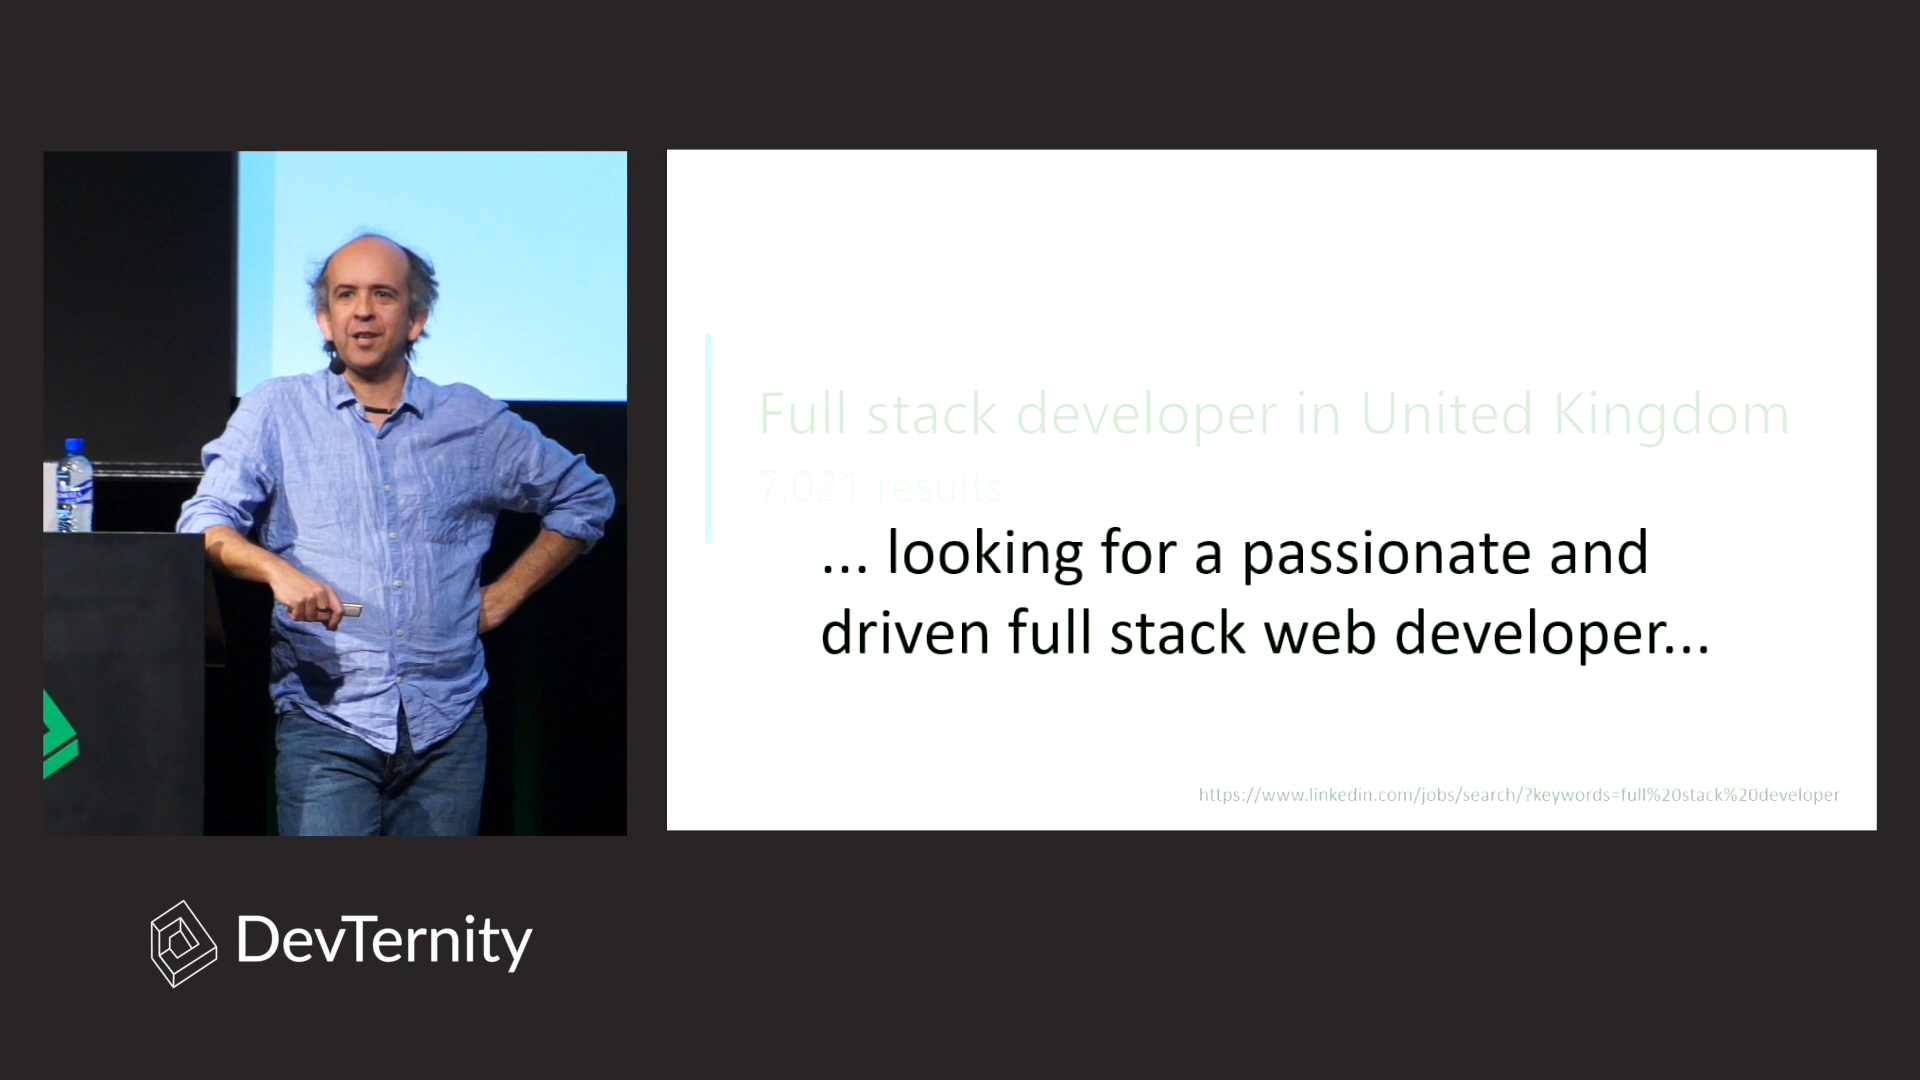 Full stack developer in United Kingdom
7.021 results
... looking for a passionate and
driven full stack web developer...
https://www.linkedin.com/jobs/search/?keywords=full%20stack%20developer
DevTernity